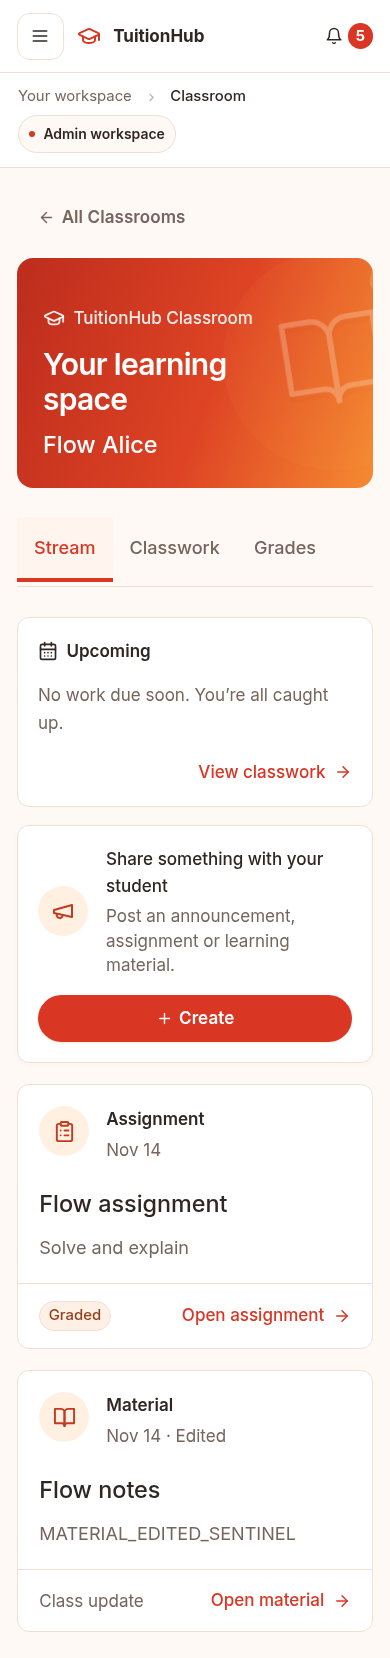 TuitionHub
5
Your workspace > Classroom
Admin workspace
← All Classrooms
TuitionHub Classroom
Your learning
space
Flow Alice
Stream Classwork Grades
Upcoming
No work due soon. You’re all caught
up.
View classwork →
Share something with your
student
Post an announcement,
assignment or learning
material.
+ Create
Assignment
Nov 14
Flow assignment
Solve and explain
Graded
Open assignment →
Material
Nov 14 · Edited
Flow notes
MATERIAL_EDITED_SENTINEL
Class update
Open material →